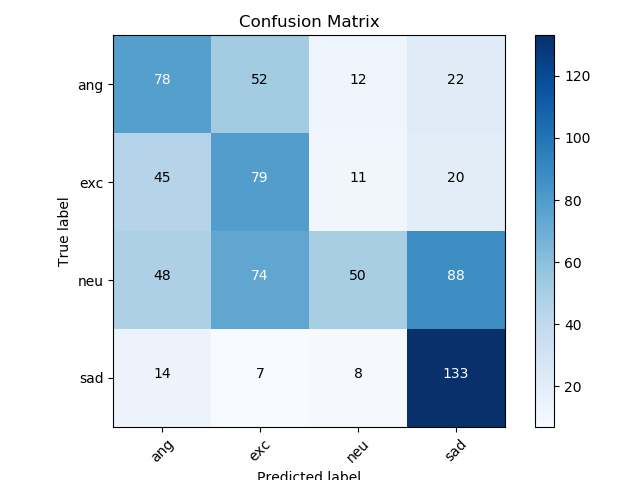 Confusion Matrix
ang 78 52 12 22
exc 45 79 11 20
neu 48 74 50 88
sad 14 7 8 133
ang exc neu sad
True label
Predicted label
120
100
80
60
40
20